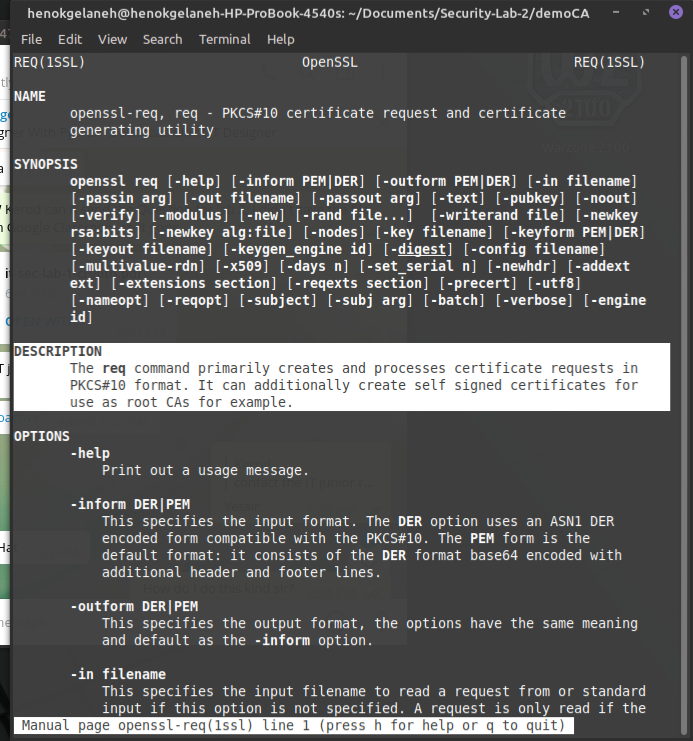 henokgelaneh@henokgelaneh-HP-ProBook-4540s: ~/Documents/Security-Lab-2/demoCA
File Edit View Search Terminal Help
REQ(1SSL) OpenSSL REQ(1SSL)
NAME
openssl-req, req - PKCS#10 certificate request and certificate
generating utility
SYNOPSIS
openssl req [-help] [-inform PEM|DER] [-outform PEM|DER] [-in filename]
[-passin arg] [-out filename] [-passout arg] [-text] [-pubkey] [-noout]
[-verify] [-modulus] [-new] [-rand file...] [-writerand file] [-newkey
rsa:bits] [-newkey alg:file] [-nodes] [-key filename] [-keyform PEM|DER]
[-keyout filename] [-keygen_engine id] [-digest] [-config filename]
[-multivalue-rdn] [-x509] [-days n] [-set_serial n] [-newhdr] [-addext
ext] [-extensions section] [-reqexts section] [-precert] [-utf8]
[-nameopt] [-reqopt] [-subject] [-subj arg] [-batch] [-verbose] [-engine
id]
DESCRIPTION
The req command primarily creates and processes certificate requests in
PKCS#10 format. It can additionally create self signed certificates for
use as root CAs for example.
OPTIONS
-help
Print out a usage message.
-inform DER|PEM
This specifies the input format. The DER option uses an ASN1 DER
encoded form compatible with the PKCS#10. The PEM form is the
default format: it consists of the DER format base64 encoded with
additional header and footer lines.
-outform DER|PEM
This specifies the output format, the options have the same meaning
and default as the -inform option.
-in filename
This specifies the input filename to read a request from or standard
input if this option is not specified. A request is only read if the
Manual page openssl-req(1ssl) line 1 (press h for help or q to quit)